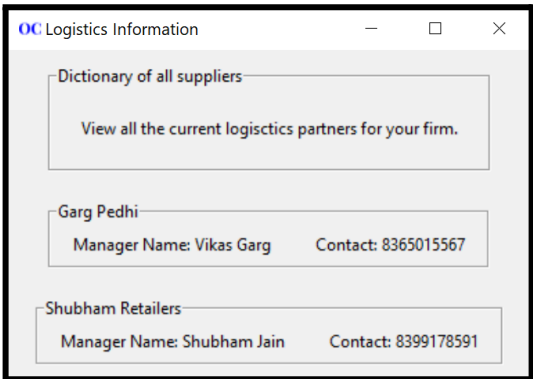 OC Logistics Information
Dictionary of all suppliers
View all the current logisctics partners for your firm.
Garg Pedhi
Manager Name: Vikas Garg Contact: 8365015567
Shubham Retailers
Manager Name: Shubham Jain Contact: 8399178591